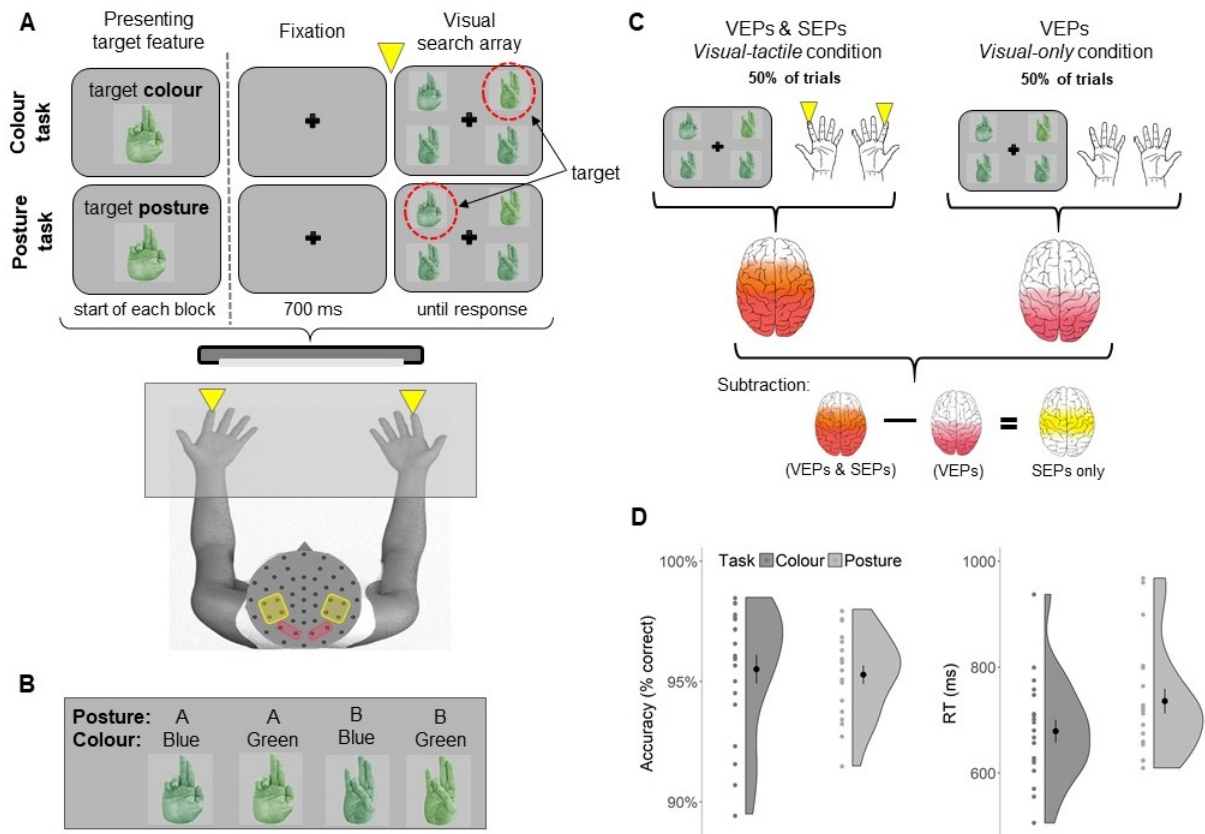 A
Presenting
target feature
Fixation
Visual
search array
Colour
task
target colour
Posture
task
target posture
target
start of each block
700 ms
until response
B
Posture: A A B B
Colour: Blue Green Blue Green
C
VEPs & SEPs
Visual-tactile condition
50% of trials
VEPs
Visual-only condition
50% of trials
Subtraction:
(VEPs & SEPs)
(VEPs)
SEPs only
D
Task Colour Posture
Accuracy (% correct)
100%
95%
90%
RT (ms)
1000
800
600